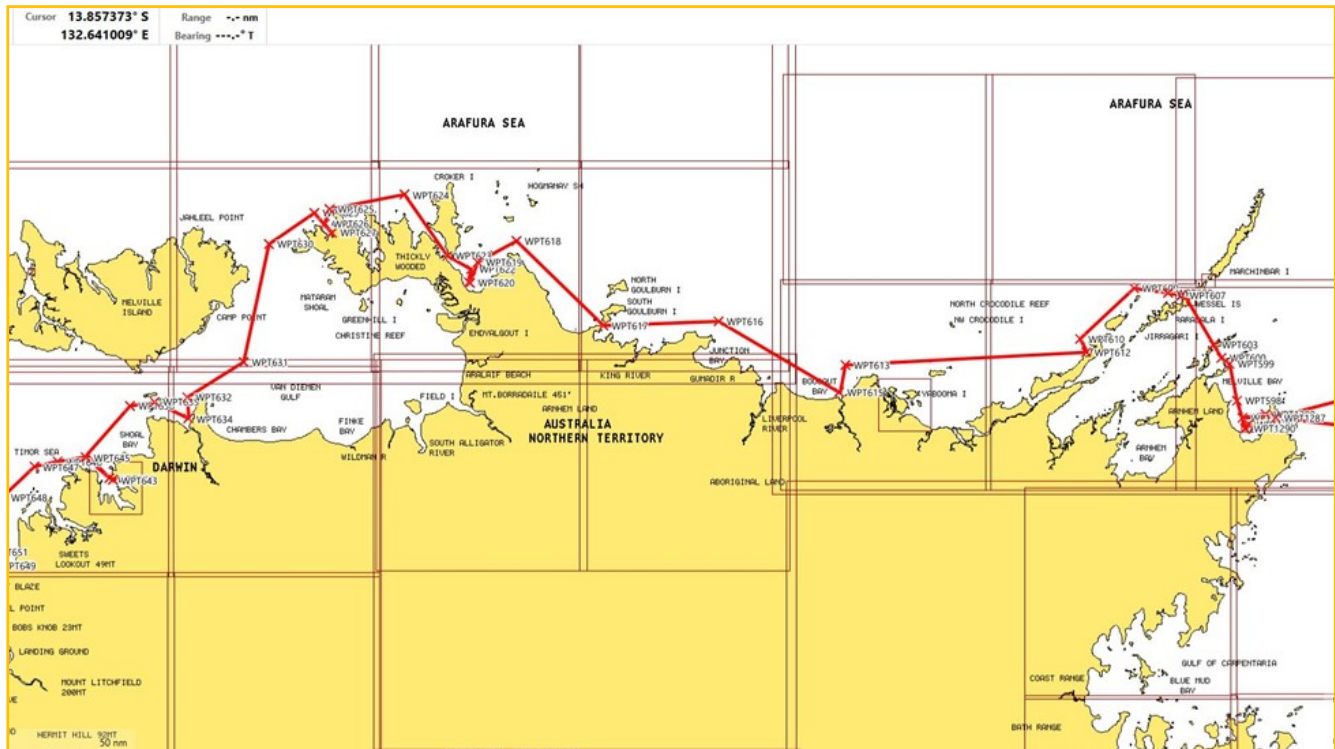 Cursor 13.857373° S Range -.- nm
132.641009° E Bearing ---.-° T
ARAFURA SEA
ARAFURA SEA
CROKER I
HOGMANAY SH
WPT624
WPT625
WPT626
WPT627
JAHLEEL POINT
WPT630
WPT618
THICKLY
WOODED
WPT619
WPT622
WPT620
MARCHINBAR I
NORTH
GOULBURN I
SOUTH
GOULBURN I
MELVILLE
ISLAND
MATARAM
SHOAL
CAMP POINT
GREENHILL I
CHRISTINE REEF
ENDYALGOUT I
WPT617
WPT616
NORTH CROCODILE REEF
NW CROCODILE I
WPT607
WESSEL IS
JIRRAGARI I
WPT610
WPT612
WPT603
WPT600
WPT599
JUNCTION
BAY
WPT631
WPT613
ARALAIF BEACH
KING RIVER
GUMADIR R
BOUCAUT
BAY
WPT615
YABOOMA I
MELVILLE BAY
VAN DIEMEN
GULF
WPT632
WPT634
FIELD I
MT.BORRADAILE 451'
ARNHEM LAND
AUSTRALIA
NORTHERN TERRITORY
LIVERPOOL
RIVER
WPT598
ARNHEM LAND
WPT1287
WPT1290
SHOAL
BAY
CHAMBERS BAY
FINKE
BAY
SOUTH ALLIGATOR
RIVER
WILDMAN R
ARNHEM
BAY
TIMOR SEA
WPT645
WPT647
DARWIN
WPT643
ABORIGINAL LAND
WPT648
SWEETS
LOOKOUT 49MT
BLAZE
POINT
BOBS KNOB 23MT
LANDING GROUND
MOUNT LITCHFIELD
200MT
HERMIT HILL 92MT
50 nm
GULF OF CARPENTARIA
COAST RANGE
BLUE MUD
BAY
BATH RANGE